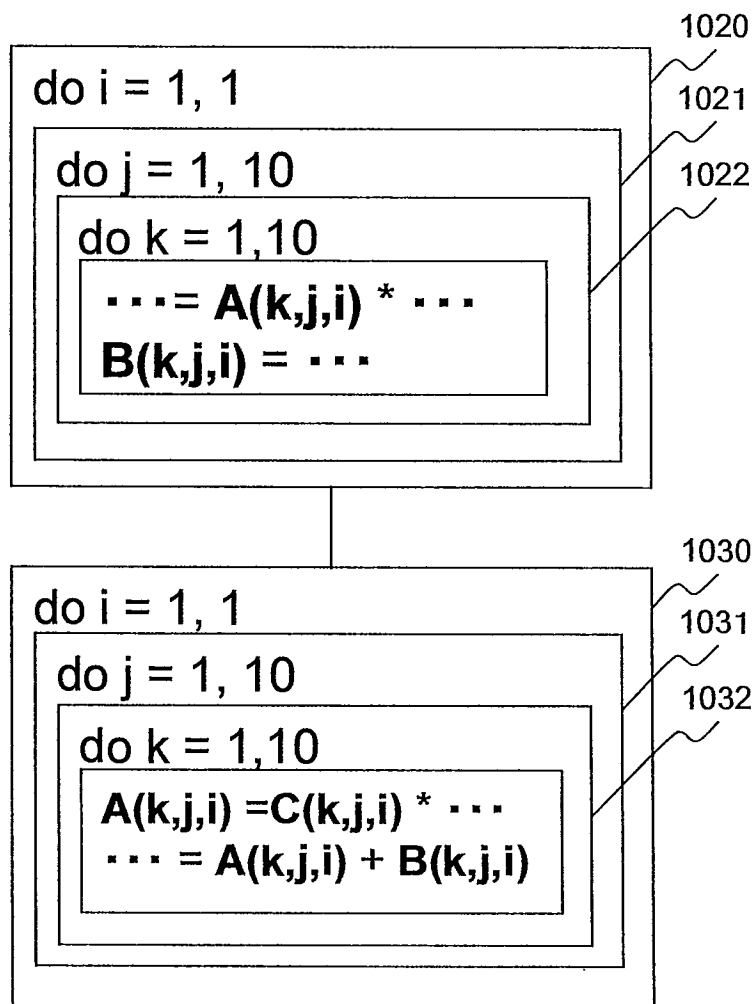 1020
do i = 1, 1
1021
do j = 1, 10
1022
do k = 1,10
···= A(k,j,i) * ···
B(k,j,i) = ···
1030
do i = 1, 1
1031
do j = 1, 10
1032
do k = 1,10
A(k,j,i) =C(k,j,i) * ···
··· = A(k,j,i) + B(k,j,i)